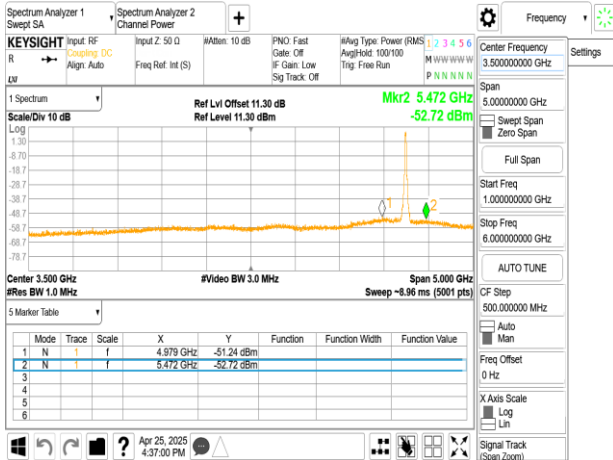 Spectrum Analyzer 1
Swept SA
Spectrum Analyzer 2
Channel Power
+
Frequency
KEYSIGHT
R
Input: RF
Coupling: DC
Align: Auto
Input Z: 50 Ω
Freq Ref: Int (S)
#Atten: 10 dB
PNO: Fast
Gate: Off
IF Gain: Low
Sig Track: Off
#Avg Type: Power (RMS
Avg|Hold: 100/100
Trig: Free Run
1 2 3 4 5 6
M W W W W W
P N N N N N
1 Spectrum
Scale/Div 10 dB
Ref Lvl Offset 11.30 dB
Ref Level 11.30 dBm
Mkr2 5.472 GHz
-52.72 dBm
Log
1.30
-8.70
-18.7
-28.7
-38.7
-48.7
-58.7
-68.7
-78.7
1
2
Center 3.500 GHz
#Res BW 1.0 MHz
#Video BW 3.0 MHz
Span 5.000 GHz
Sweep ~8.96 ms (5001 pts)
5 Marker Table
Mode Trace Scale X Y Function Function Width Function Value
1 N 1 f 4.979 GHz -51.24 dBm
2 N 1 f 5.472 GHz -52.72 dBm
3
4
5
6
?
Apr 25, 2025
4:37:00 PM
Center Frequency
3.500000000 GHz
Settings
Span
5.00000000 GHz
Swept Span
Zero Span
Full Span
Start Freq
1.000000000 GHz
Stop Freq
6.000000000 GHz
AUTO TUNE
CF Step
500.000000 MHz
Auto
Man
Freq Offset
0 Hz
X Axis Scale
Log
Lin
Signal Track
(Span Zoom)